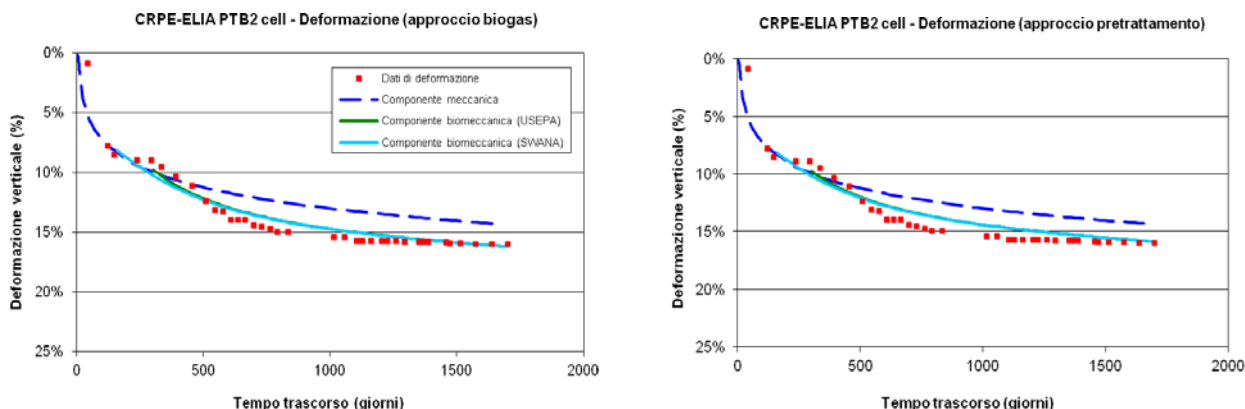 CRPE-ELIA PTB2 cell - Deformazione (approccio biogas)
0%
5%
10%
15%
20%
25%
Deformazione verticale (%)
Dati di deformazione
Componente meccanica
Componente biomeccanica (USEPA)
Componente biomeccanica (SWANA)
0
500
1000
1500
2000
Tempo trascorso (giorni)
CRPE-ELIA PTB2 cell - Deformazione (approccio pretrattamento)
0%
5%
10%
15%
20%
25%
Deformazione verticale (%)
0
500
1000
1500
2000
Tempo trascorso (giorni)